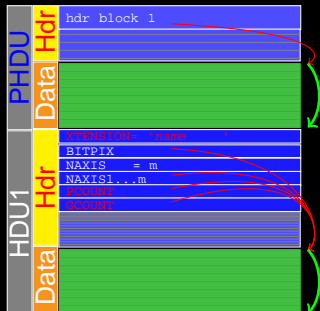 PHDU
Hdr
hdr block 1
Data
HDU1
Hdr
XTENSION= 'name     '
BITPIX
NAXIS   = m
NAXIS1...m
PCOUNT
GCOUNT
Data